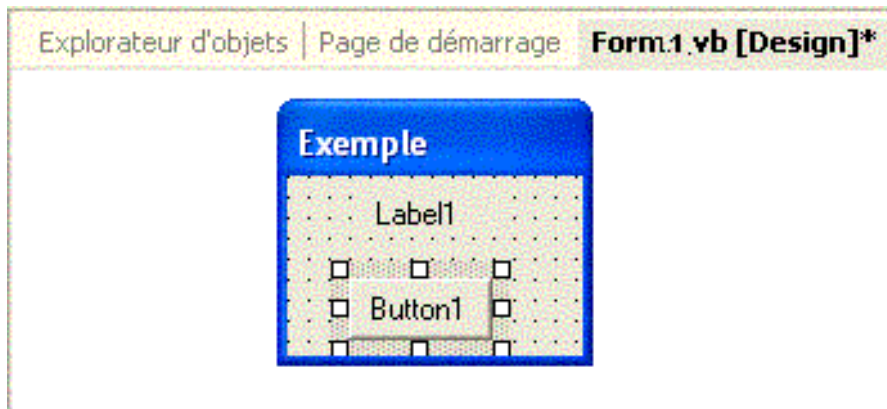 Explorateur d'objets | Page de démarrage Form1.vb [Design]*
Exemple
Label1
Button1